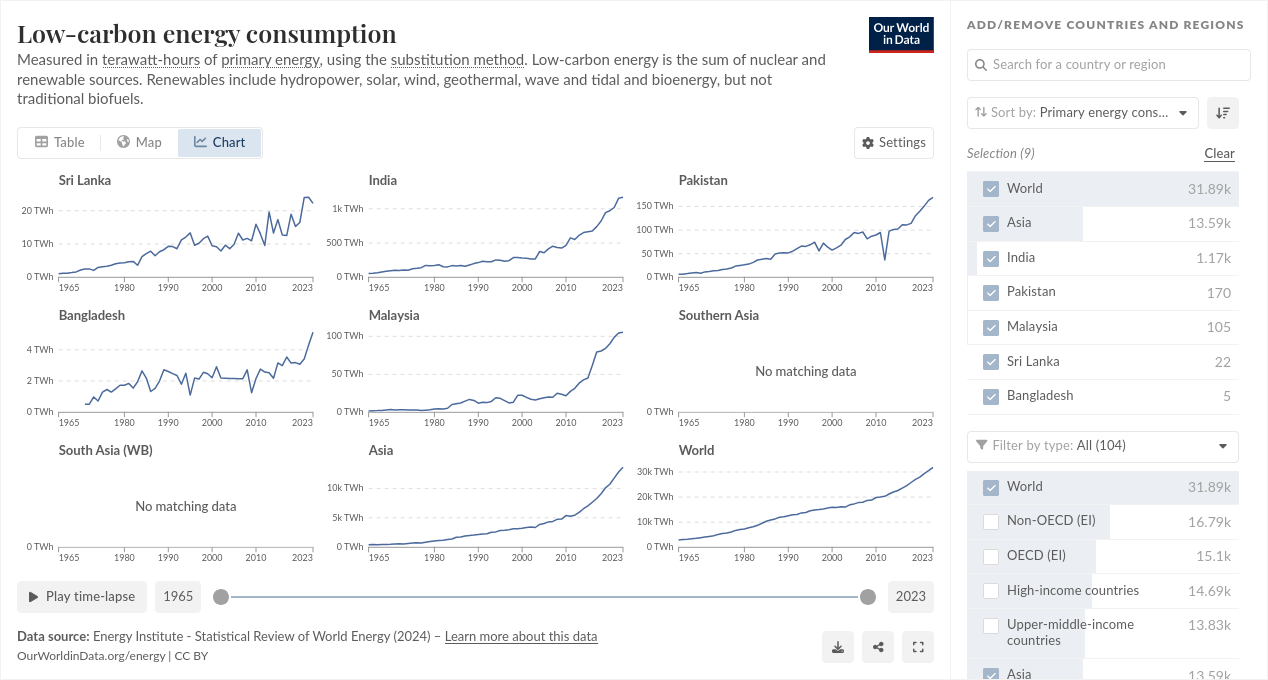 Low-carbon energy consumption
Our World
in Data
Measured in terawatt-hours of primary energy, using the substitution method. Low-carbon energy is the sum of nuclear and
renewable sources. Renewables include hydropower, solar, wind, geothermal, wave and tidal and bioenergy, but not
traditional biofuels.
Table
Map
Chart
Settings
Sri Lanka
20 TWh
10 TWh
0 TWh
1965 1980 1990 2000 2010 2023
India
1k TWh
500 TWh
0 TWh
1965 1980 1990 2000 2010 2023
Pakistan
150 TWh
100 TWh
50 TWh
0 TWh
1965 1980 1990 2000 2010 2023
Bangladesh
4 TWh
2 TWh
0 TWh
1965 1980 1990 2000 2010 2023
Malaysia
100 TWh
50 TWh
0 TWh
1965 1980 1990 2000 2010 2023
Southern Asia
No matching data
0 TWh
1965 1980 1990 2000 2010 2023
South Asia (WB)
No matching data
0 TWh
1965 1980 1990 2000 2010 2023
Asia
10k TWh
5k TWh
0 TWh
1965 1980 1990 2000 2010 2023
World
30k TWh
20k TWh
10k TWh
0 TWh
1965 1980 1990 2000 2010 2023
Play time-lapse
1965
2023
Data source: Energy Institute - Statistical Review of World Energy (2024) – Learn more about this data
OurWorldinData.org/energy | CC BY
ADD/REMOVE COUNTRIES AND REGIONS
Search for a country or region
Sort by: Primary energy cons...
Selection (9)
Clear
World 31.89k
Asia 13.59k
India 1.17k
Pakistan 170
Malaysia 105
Sri Lanka 22
Bangladesh 5
Filter by type: All (104)
World 31.89k
Non-OECD (EI) 16.79k
OECD (EI) 15.1k
High-income countries 14.69k
Upper-middle-income 13.83k
countries
Asia 13.59k